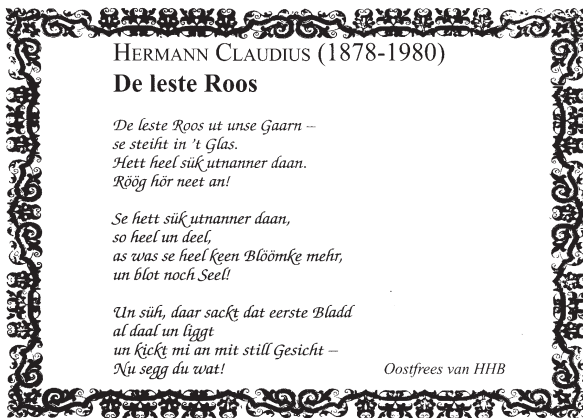 HERMANN CLAUDIUS (1878-1980)
De leste Roos
De leste Roos ut unse Gaarn –
se steiht in 't Glas.
Hett heel sük utnanner daan.
Röög hör neet an!
Se hett sük utnanner daan,
so heel un deel,
as was se heel keen Blöömke mehr,
un blot noch Seel!
Un süh, daar sackt dat eerste Bladd
al daal un liggt
un kickt mi an mit still Gesicht –
Nu segg du wat!
Oostfrees van HHB